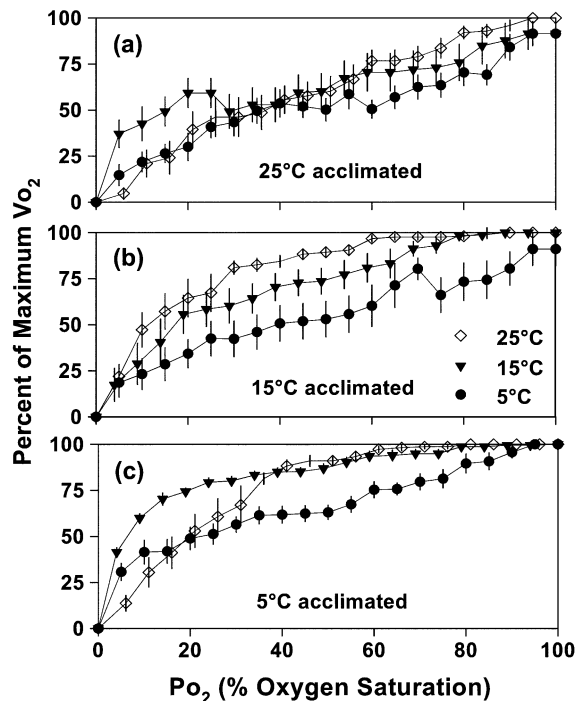 100
(a)
75
50
25
25°C acclimated
0
100
(b)
75
50
25°C
15°C
25
15°C acclimated
5°C
0
100
(c)
75
50
25
5°C acclimated
0
0 20 40 60 80 100
Po2 (% Oxygen Saturation)
Percent of Maximum Vo2